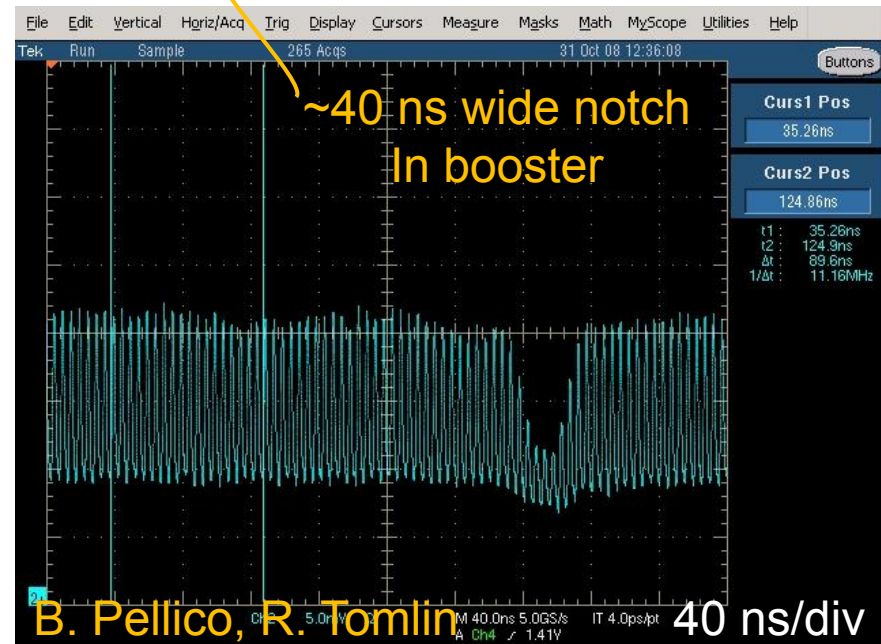 File Edit Vertical Horiz/Acq Trig Display Cursors Measure Masks Math MyScope Utilities Help
Tek Run Sample 265 Acqs 31 Oct 08 12:36:08
Buttons
~40 ns wide notch
In booster
Curs1 Pos
35.26ns
Curs2 Pos
124.86ns
t1 : 35.26ns
t2 : 124.9ns
Δt : 89.6ns
1/Δt : 11.16MHz
B. Pellico, R. Tomlin
Ch2 5.0mV M 40.0ns 5.0GS/s IT 4.0ps/pt
A Ch4 1.41V
40 ns/div